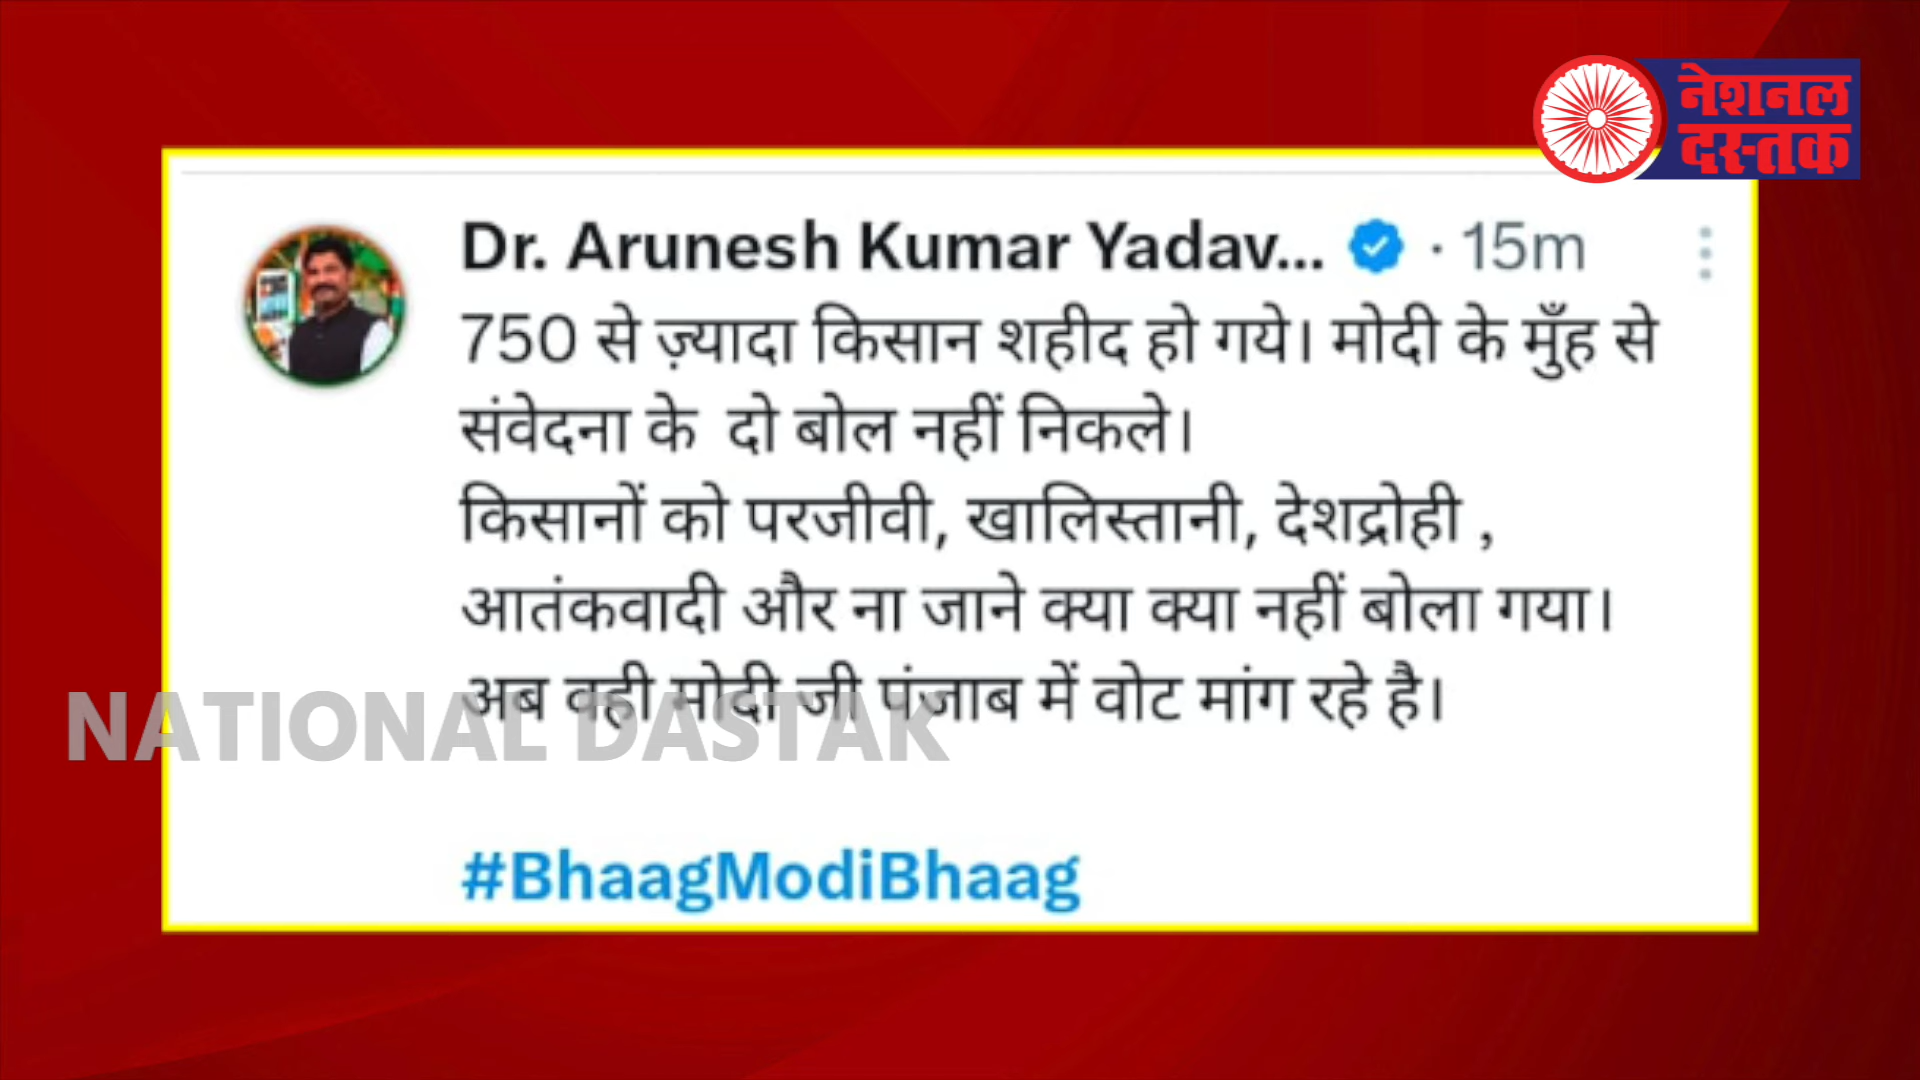 नेशनल
दस्तक
Dr. Arunesh Kumar Yadav... · 15m
750 से ज़्यादा किसान शहीद हो गये। मोदी के मुँह से
संवेदना के दो बोल नहीं निकले।
किसानों को परजीवी, खालिस्तानी, देशद्रोही ,
आतंकवादी और ना जाने क्या क्या नहीं बोला गया।
अब वही मोदी जी पंजाब में वोट मांग रहे है।
NATIONAL DASTAK
#BhaagModiBhaag